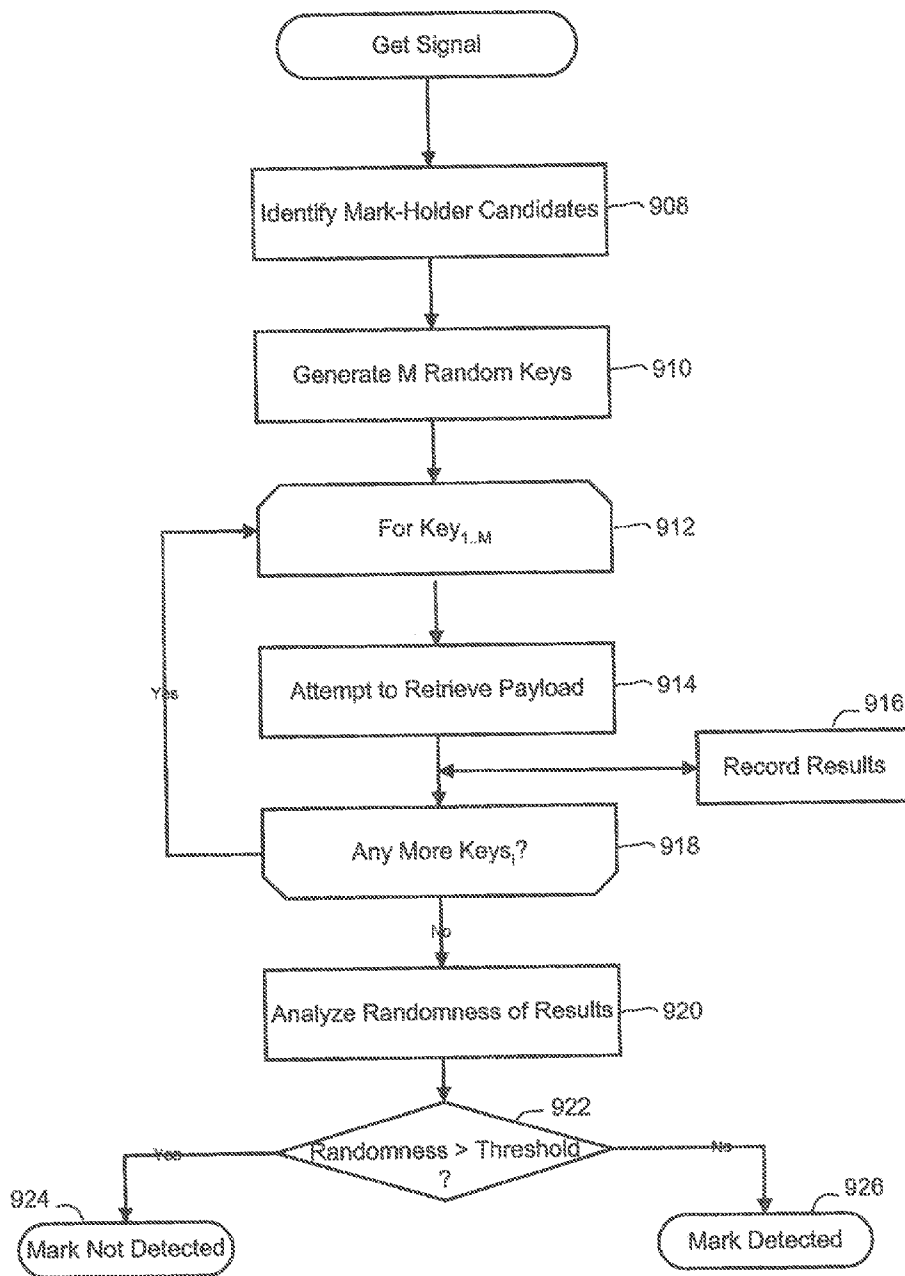 Get Signal
Identify Mark-Holder Candidates
908
Generate M Random Keys
910
For Key1..M
912
Yes
Attempt to Retrieve Payload
914
916
Record Results
Any More Keysi?
918
No
Analyze Randomness of Results
920
922
Randomness > Threshold
?
Yes
No
924
Mark Not Detected
926
Mark Detected